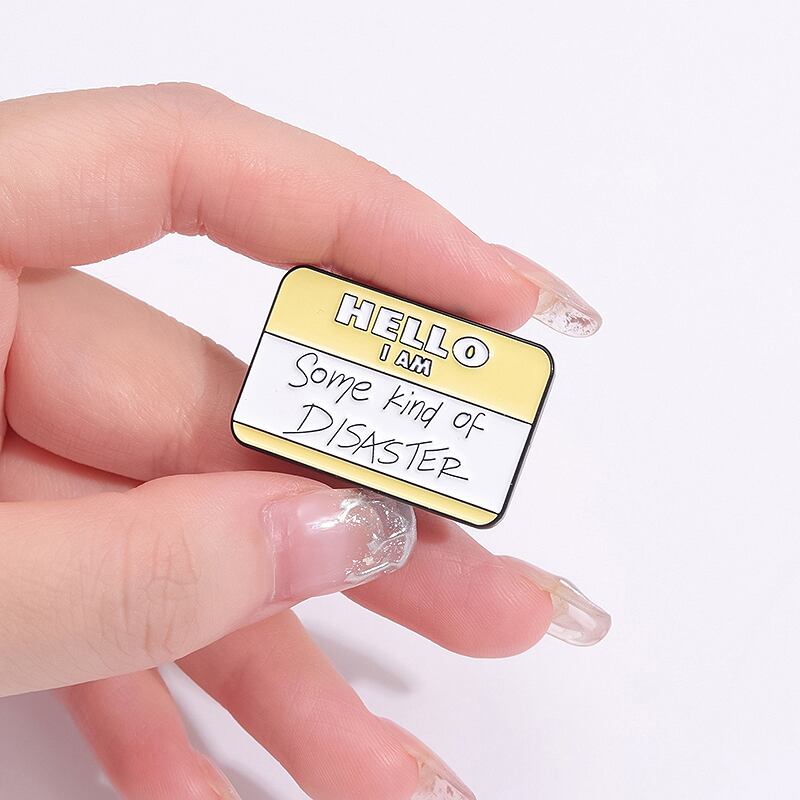 HELLO
I AM
Some kind of
DISASTER